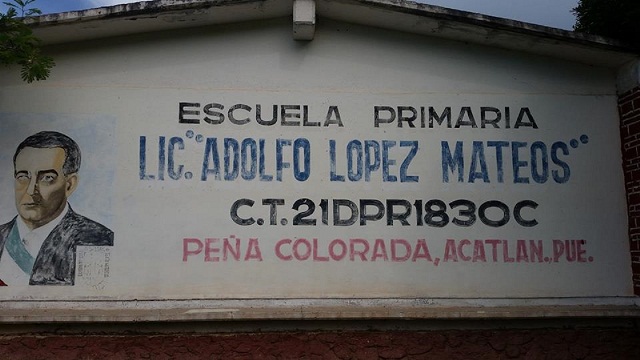 ESCUELA PRIMARIA
LIC. "ADOLFO LOPEZ MATEOS"
C.T. 21DPR1830C
PEÑA COLORADA, ACATLAN., PUE.